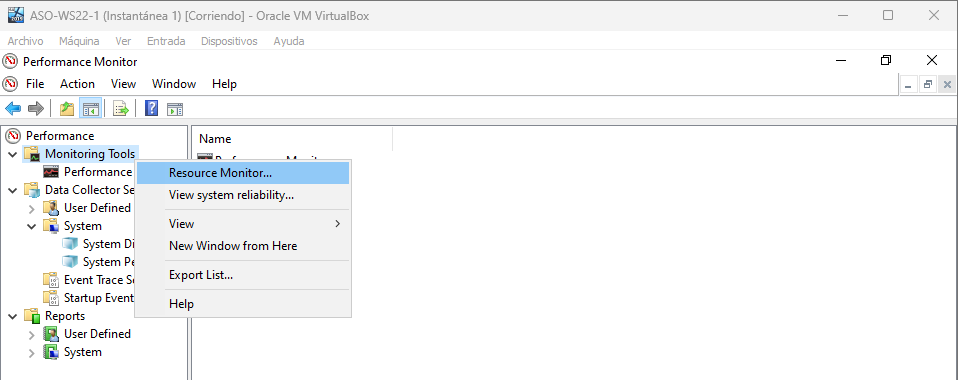 ASO-WS22-1 (Instantánea 1) [Corriendo] - Oracle VM VirtualBox
Archivo Máquina Ver Entrada Dispositivos Ayuda
Performance Monitor
File Action View Window Help
Performance
Monitoring Tools
Performance
Data Collector Se
User Defined
System
System Di
System Pe
Event Trace Se
Startup Event
Reports
User Defined
System
Name
Resource Monitor...
View system reliability...
View
New Window from Here
Export List...
Help